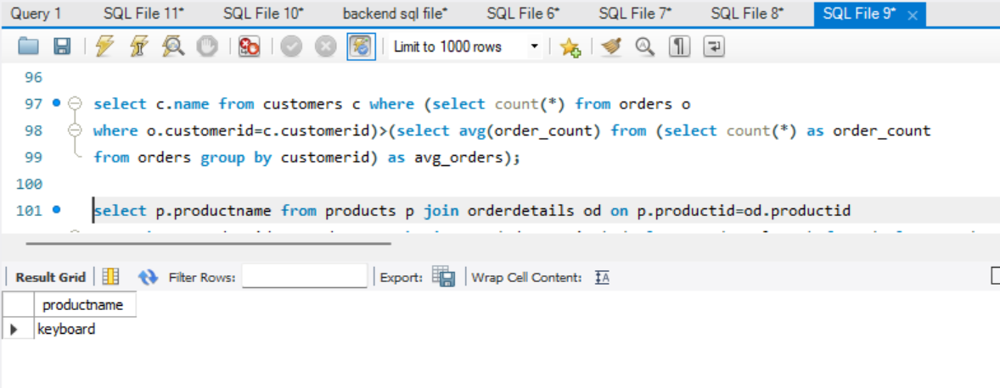 Query 1 SQL File 11* SQL File 10* backend sql file* SQL File 6* SQL File 7* SQL File 8* SQL File 9* ×
Limit to 1000 rows
96
97 select c.name from customers c where (select count(*) from orders o
98 where o.customerid=c.customerid)>(select avg(order_count) from (select count(*) as order_count
99 from orders group by customerid) as avg_orders);
100
101 select p.productname from products p join orderdetails od on p.productid=od.productid
Result Grid Filter Rows: Export: Wrap Cell Content: IA
productname
keyboard